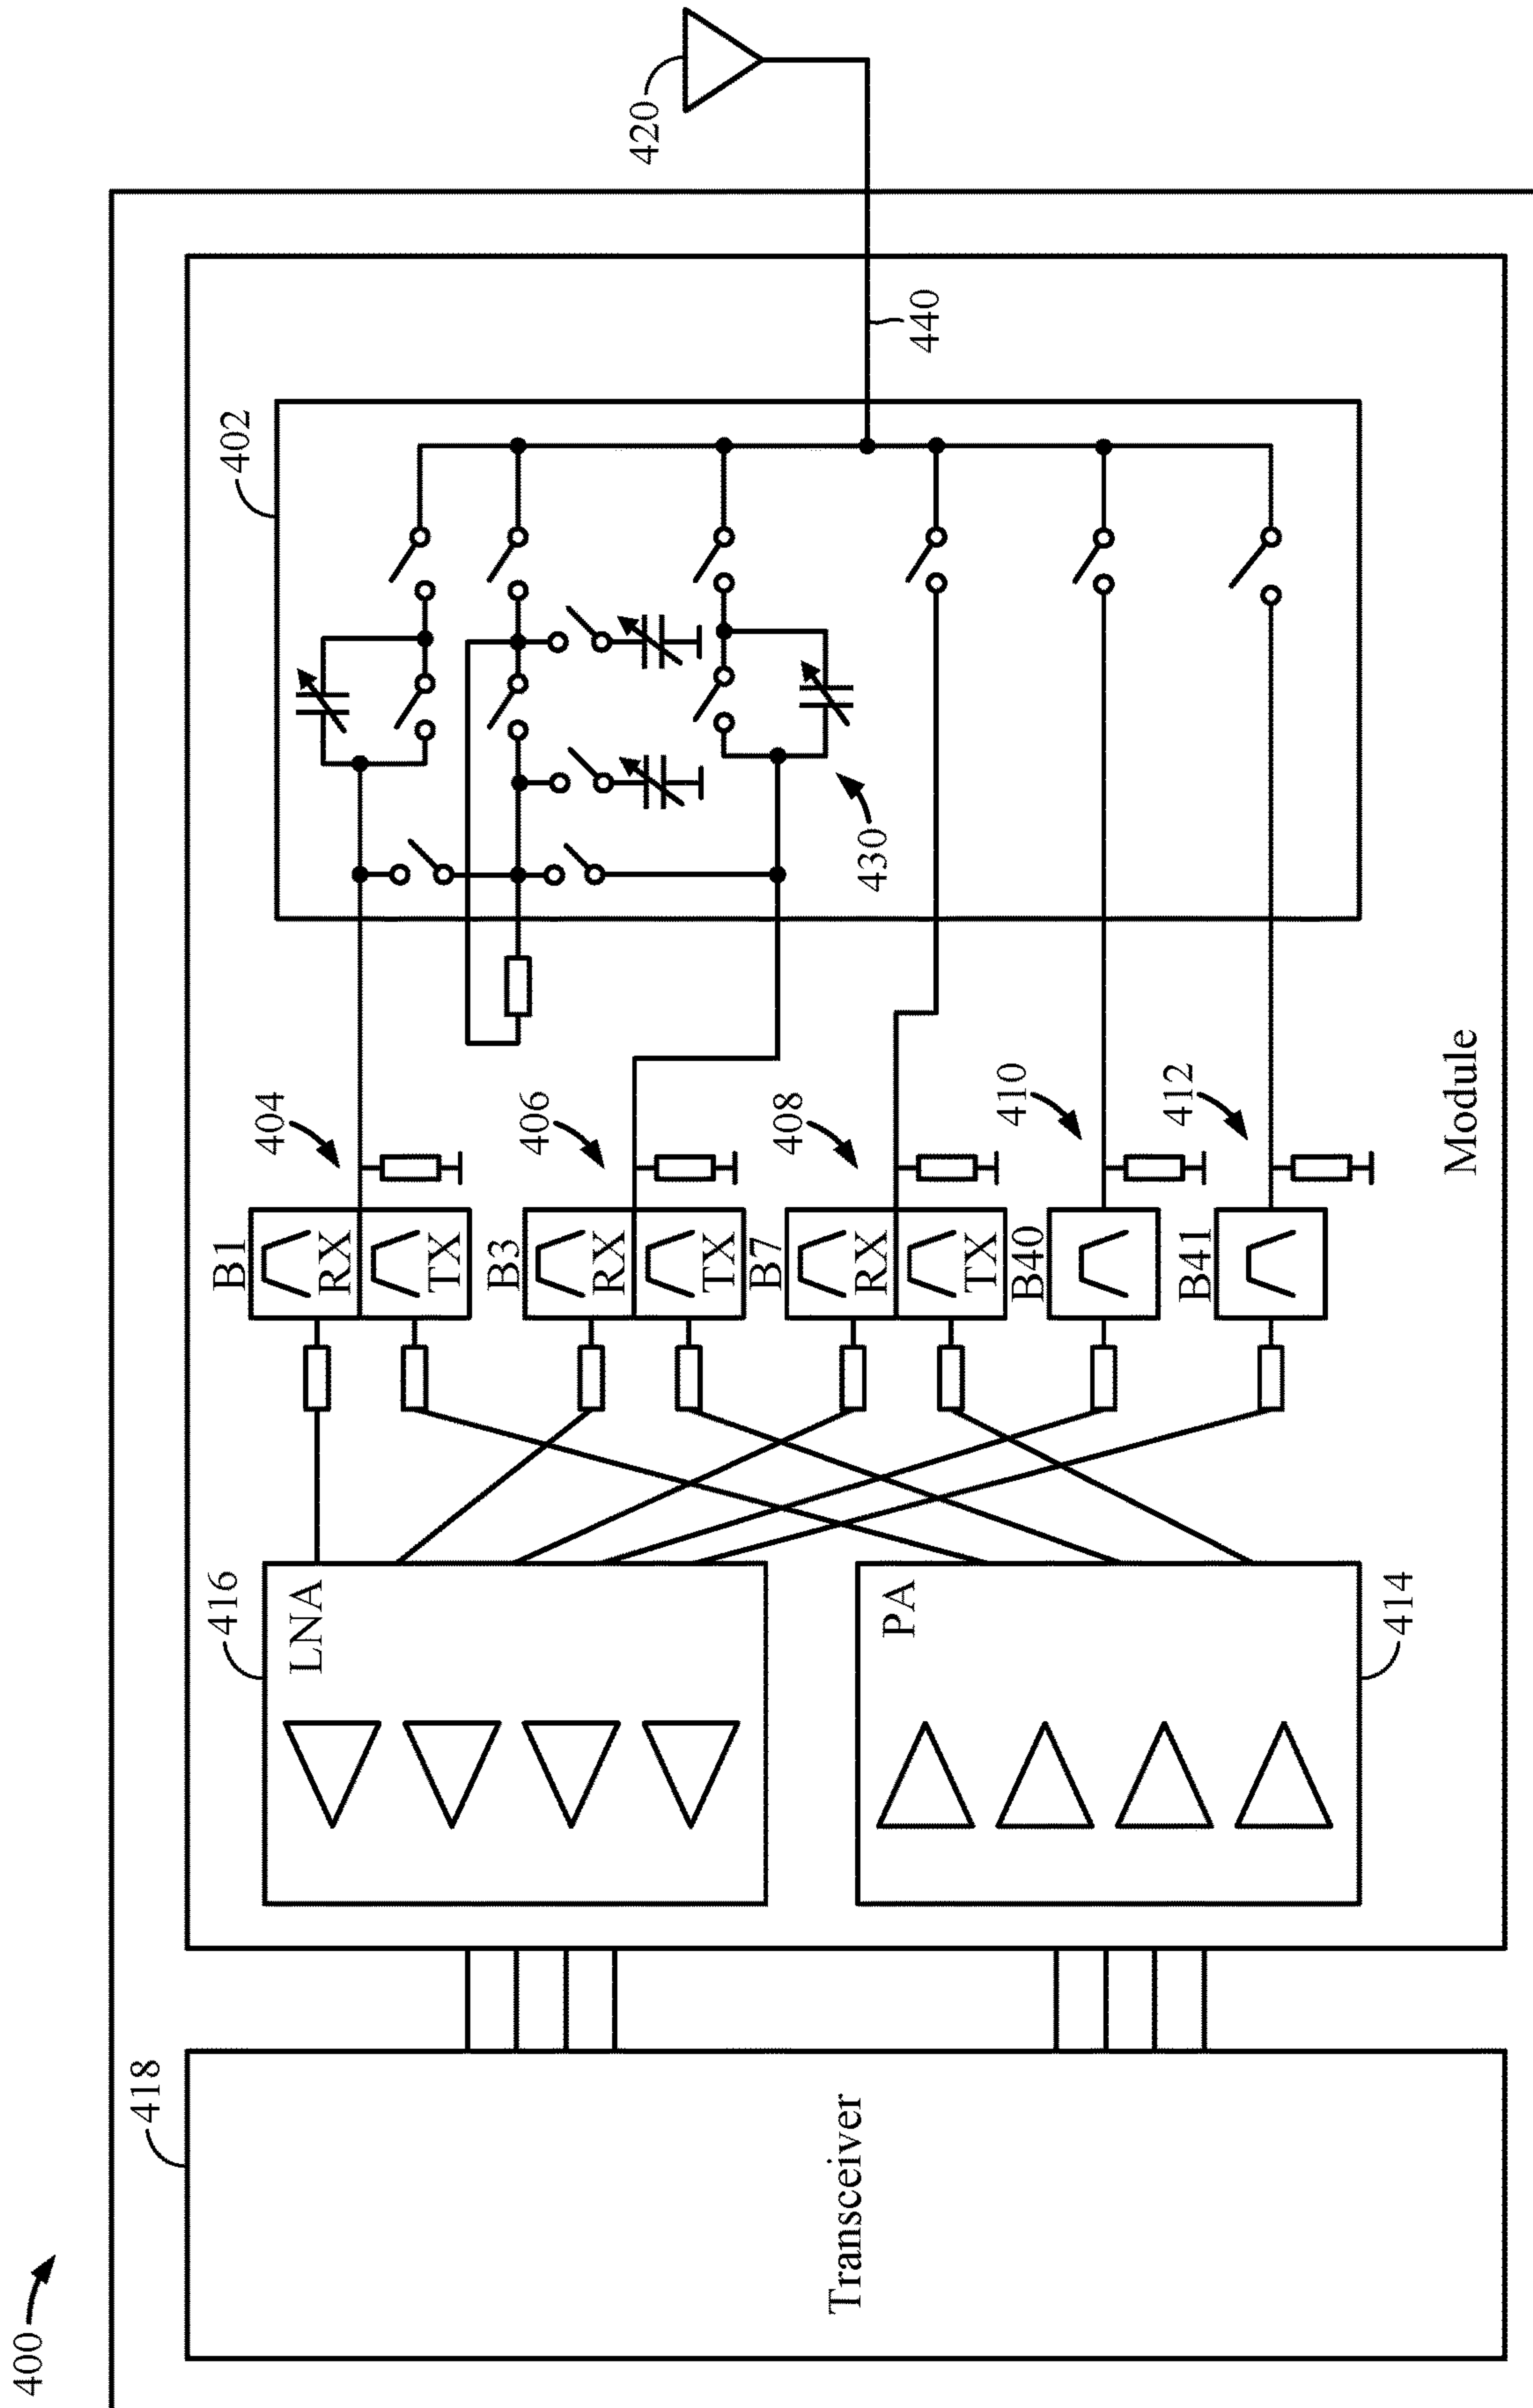 400
418
Transceiver
416
LNA
PA
414
B1
RX
TX
B3
RX
TX
B7
RX
TX
B40
B41
404
406
408
410
412
Module
402
430
440
420